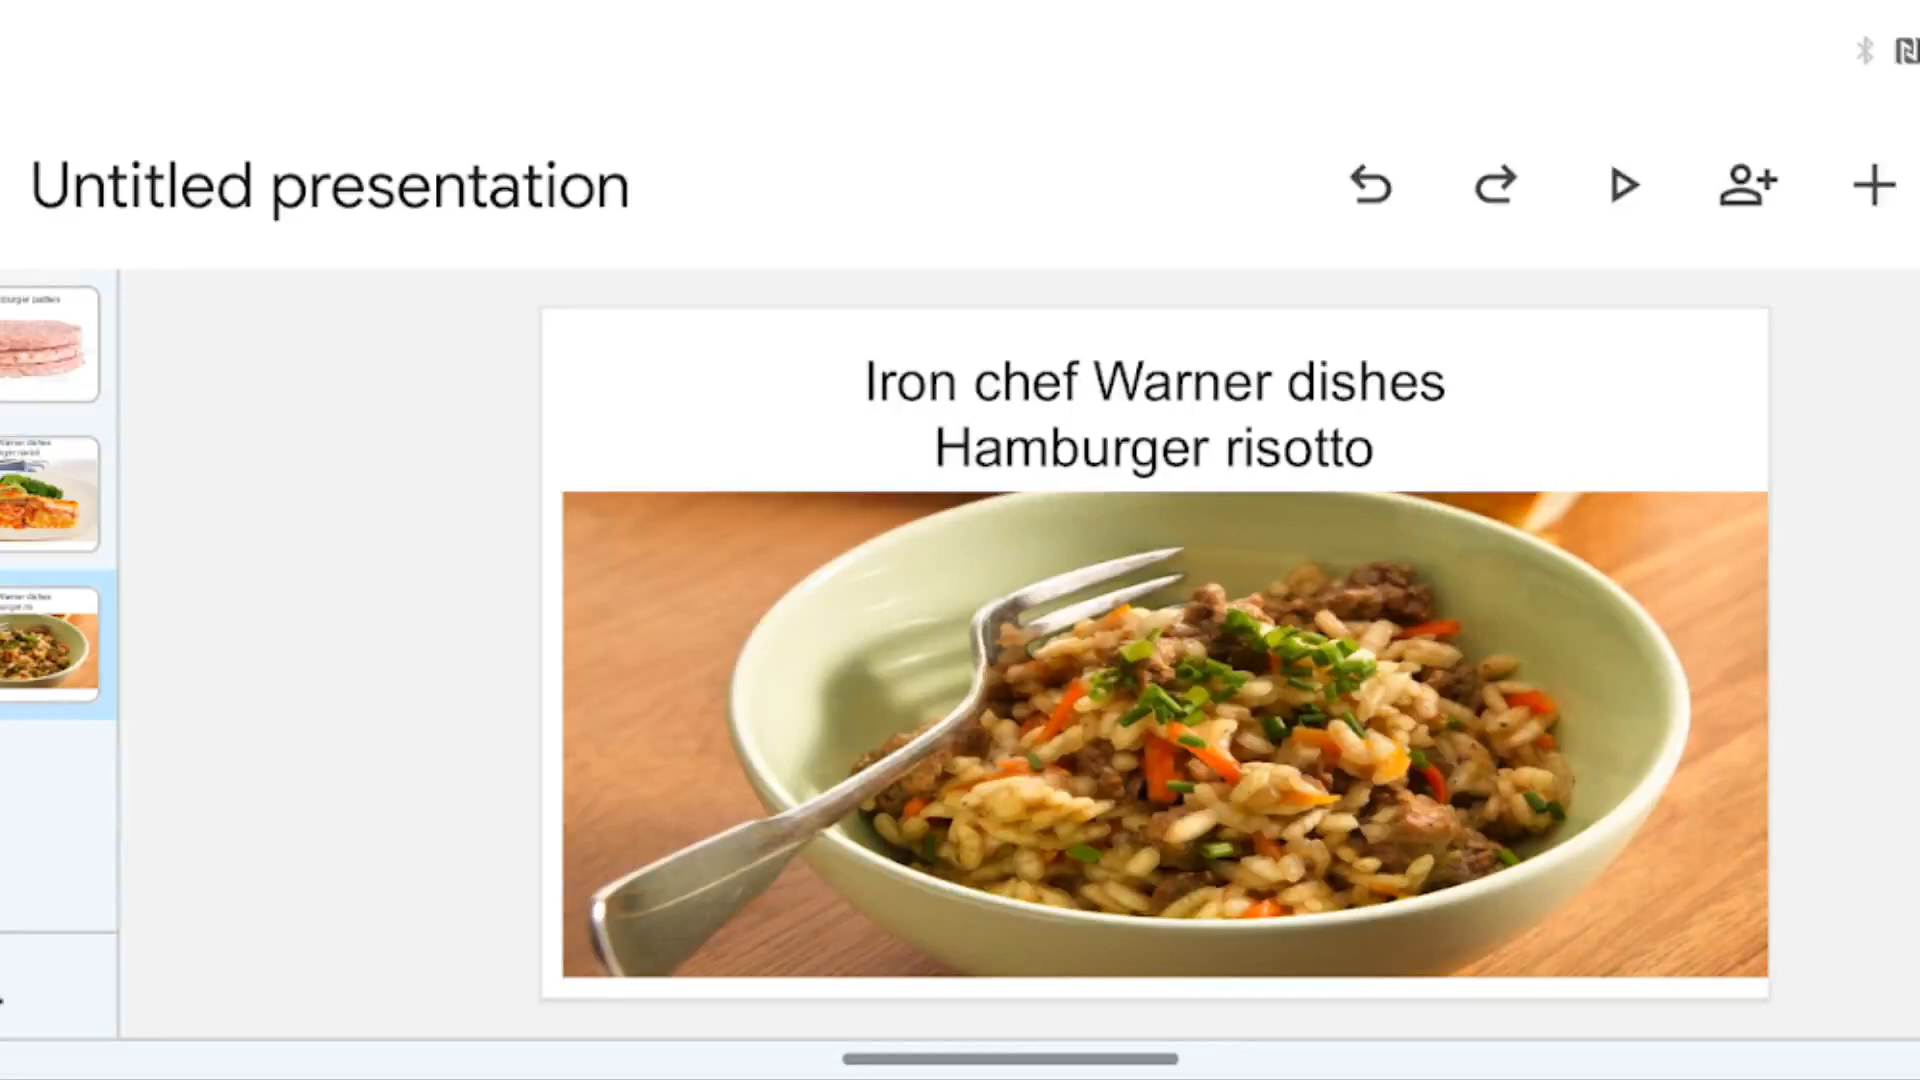 Untitled presentation
Iron chef Warner dishes
Hamburger risotto